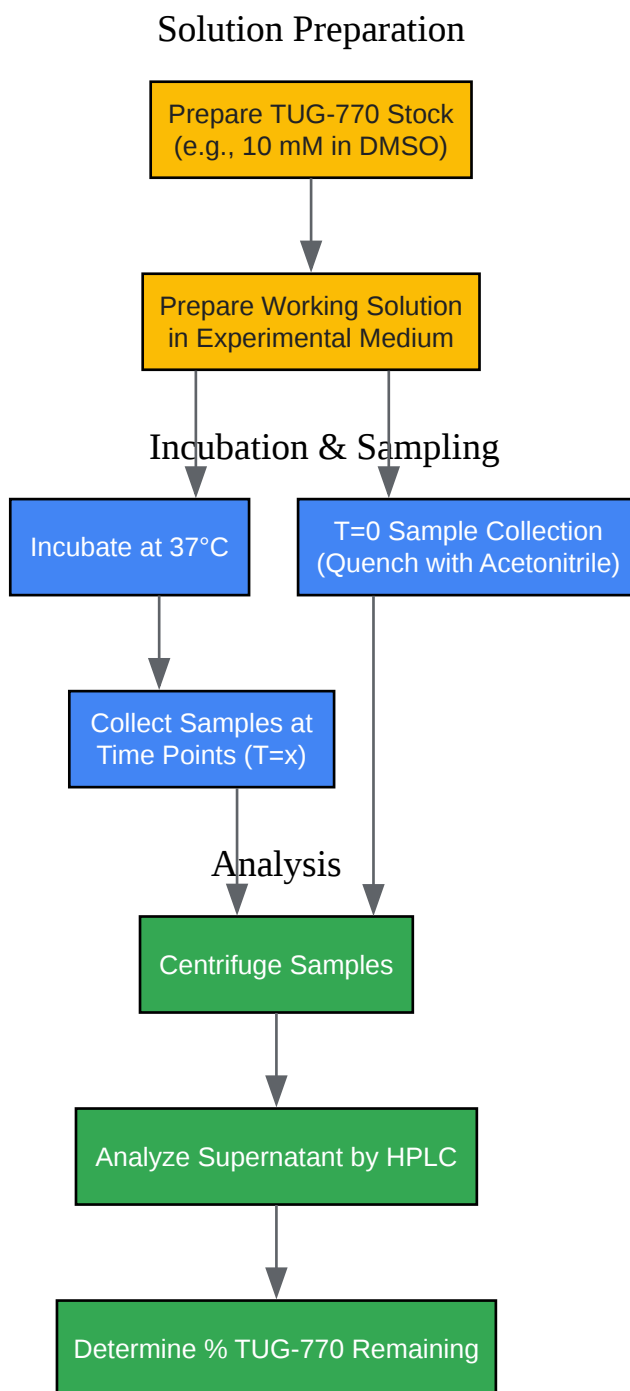 Solution Preparation
Prepare TUG-770 Stock
(e.g., 10 mM in DMSO)
Prepare Working Solution
in Experimental Medium
Incubation & Sampling
Incubate at 37°C
T=0 Sample Collection
(Quench with Acetonitrile)
Collect Samples at
Time Points (T=x)
Analysis
Centrifuge Samples
Analyze Supernatant by HPLC
Determine % TUG-770 Remaining